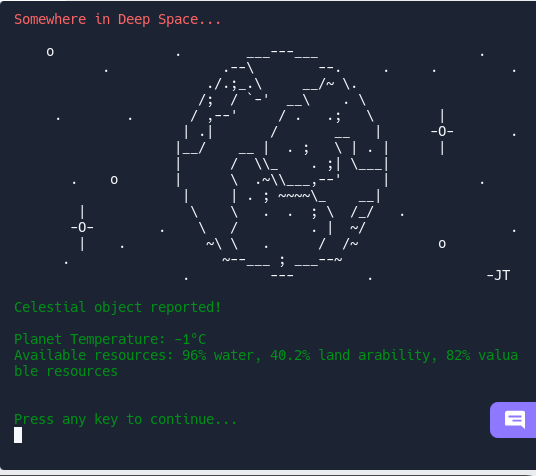 Somewhere in Deep Space...
-JT
Celestial object reported!
Planet Temperature: -1°C
Available resources: 96% water, 40.2% land arability, 82% valua
ble resources
Press any key to continue...